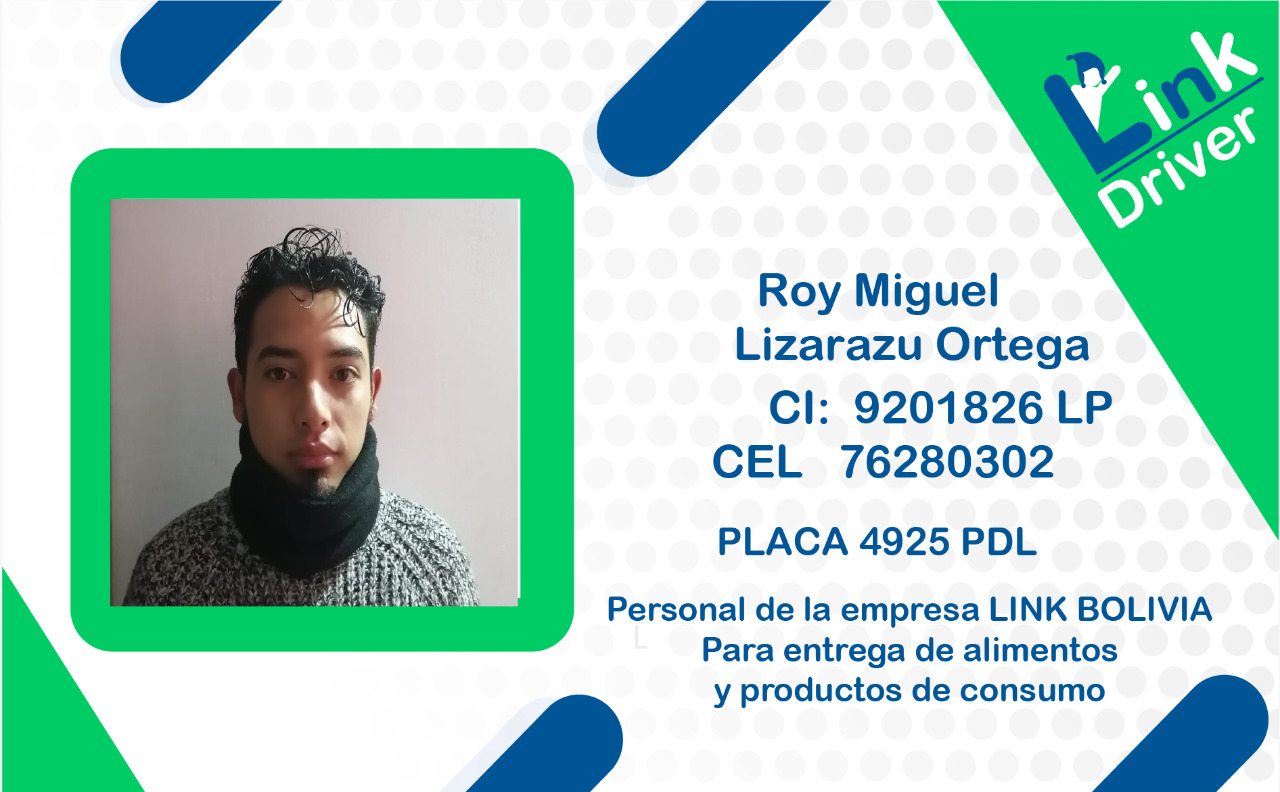 Link
Driver
Roy Miguel
Lizarazu Ortega
CI: 9201826 LP
CEL 76280302
PLACA 4925 PDL
Personal de la empresa LINK BOLIVIA
L
Para entrega de alimentos
y productos de consumo